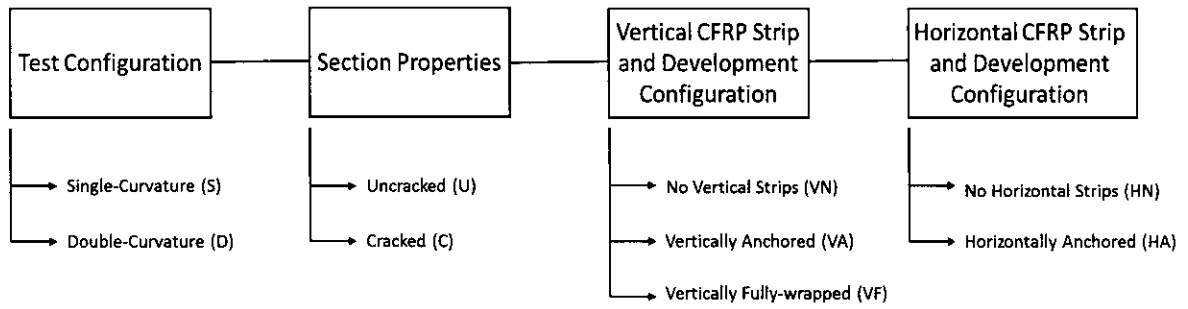 Test Configuration
Section Properties
Vertical CFRP Strip
and Development
Configuration
Horizontal CFRP Strip
and Development
Configuration
Single-Curvature (S)
Double-Curvature (D)
Uncracked (U)
Cracked (C)
No Vertical Strips (VN)
Vertically Anchored (VA)
Vertically Fully-wrapped (VF)
No Horizontal Strips (HN)
Horizontally Anchored (HA)